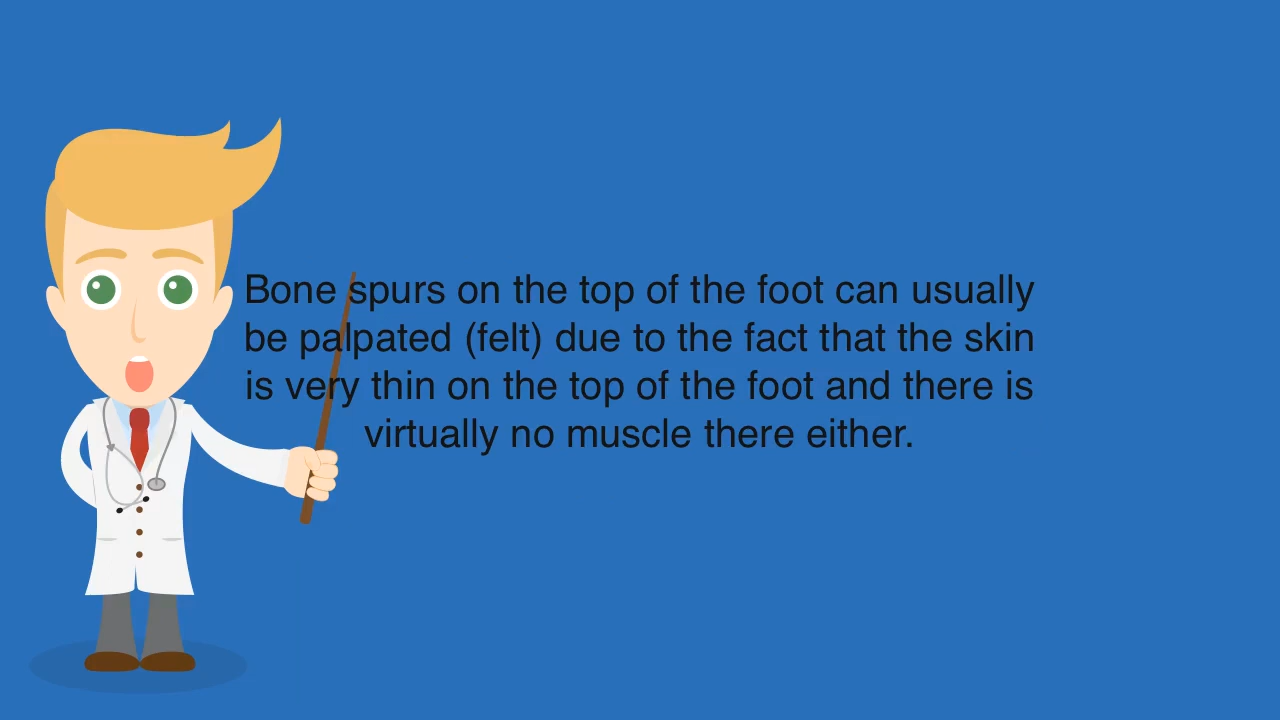 Bone spurs on the top of the foot can usually
be palpated (felt) due to the fact that the skin
is very thin on the top of the foot and there is
virtually no muscle there either.